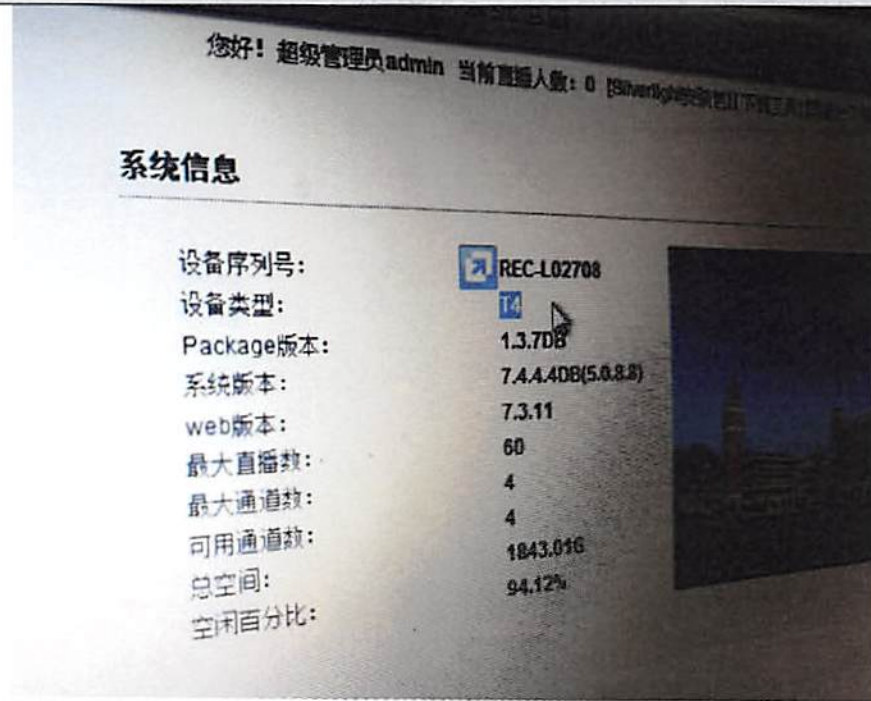 您好！超级管理员admin 当前直播人数：0 [Silverlight
系统信息
设备序列号： REC-L02708
设备类型： T4
Package版本： 1.3.7DB
系统版本： 7.4.4.4DB(5.0.8.8)
web版本： 7.3.11
最大直播数： 60
最大通道数： 4
可用通道数： 4
总空间： 1843.01G
空闲百分比： 94.12%